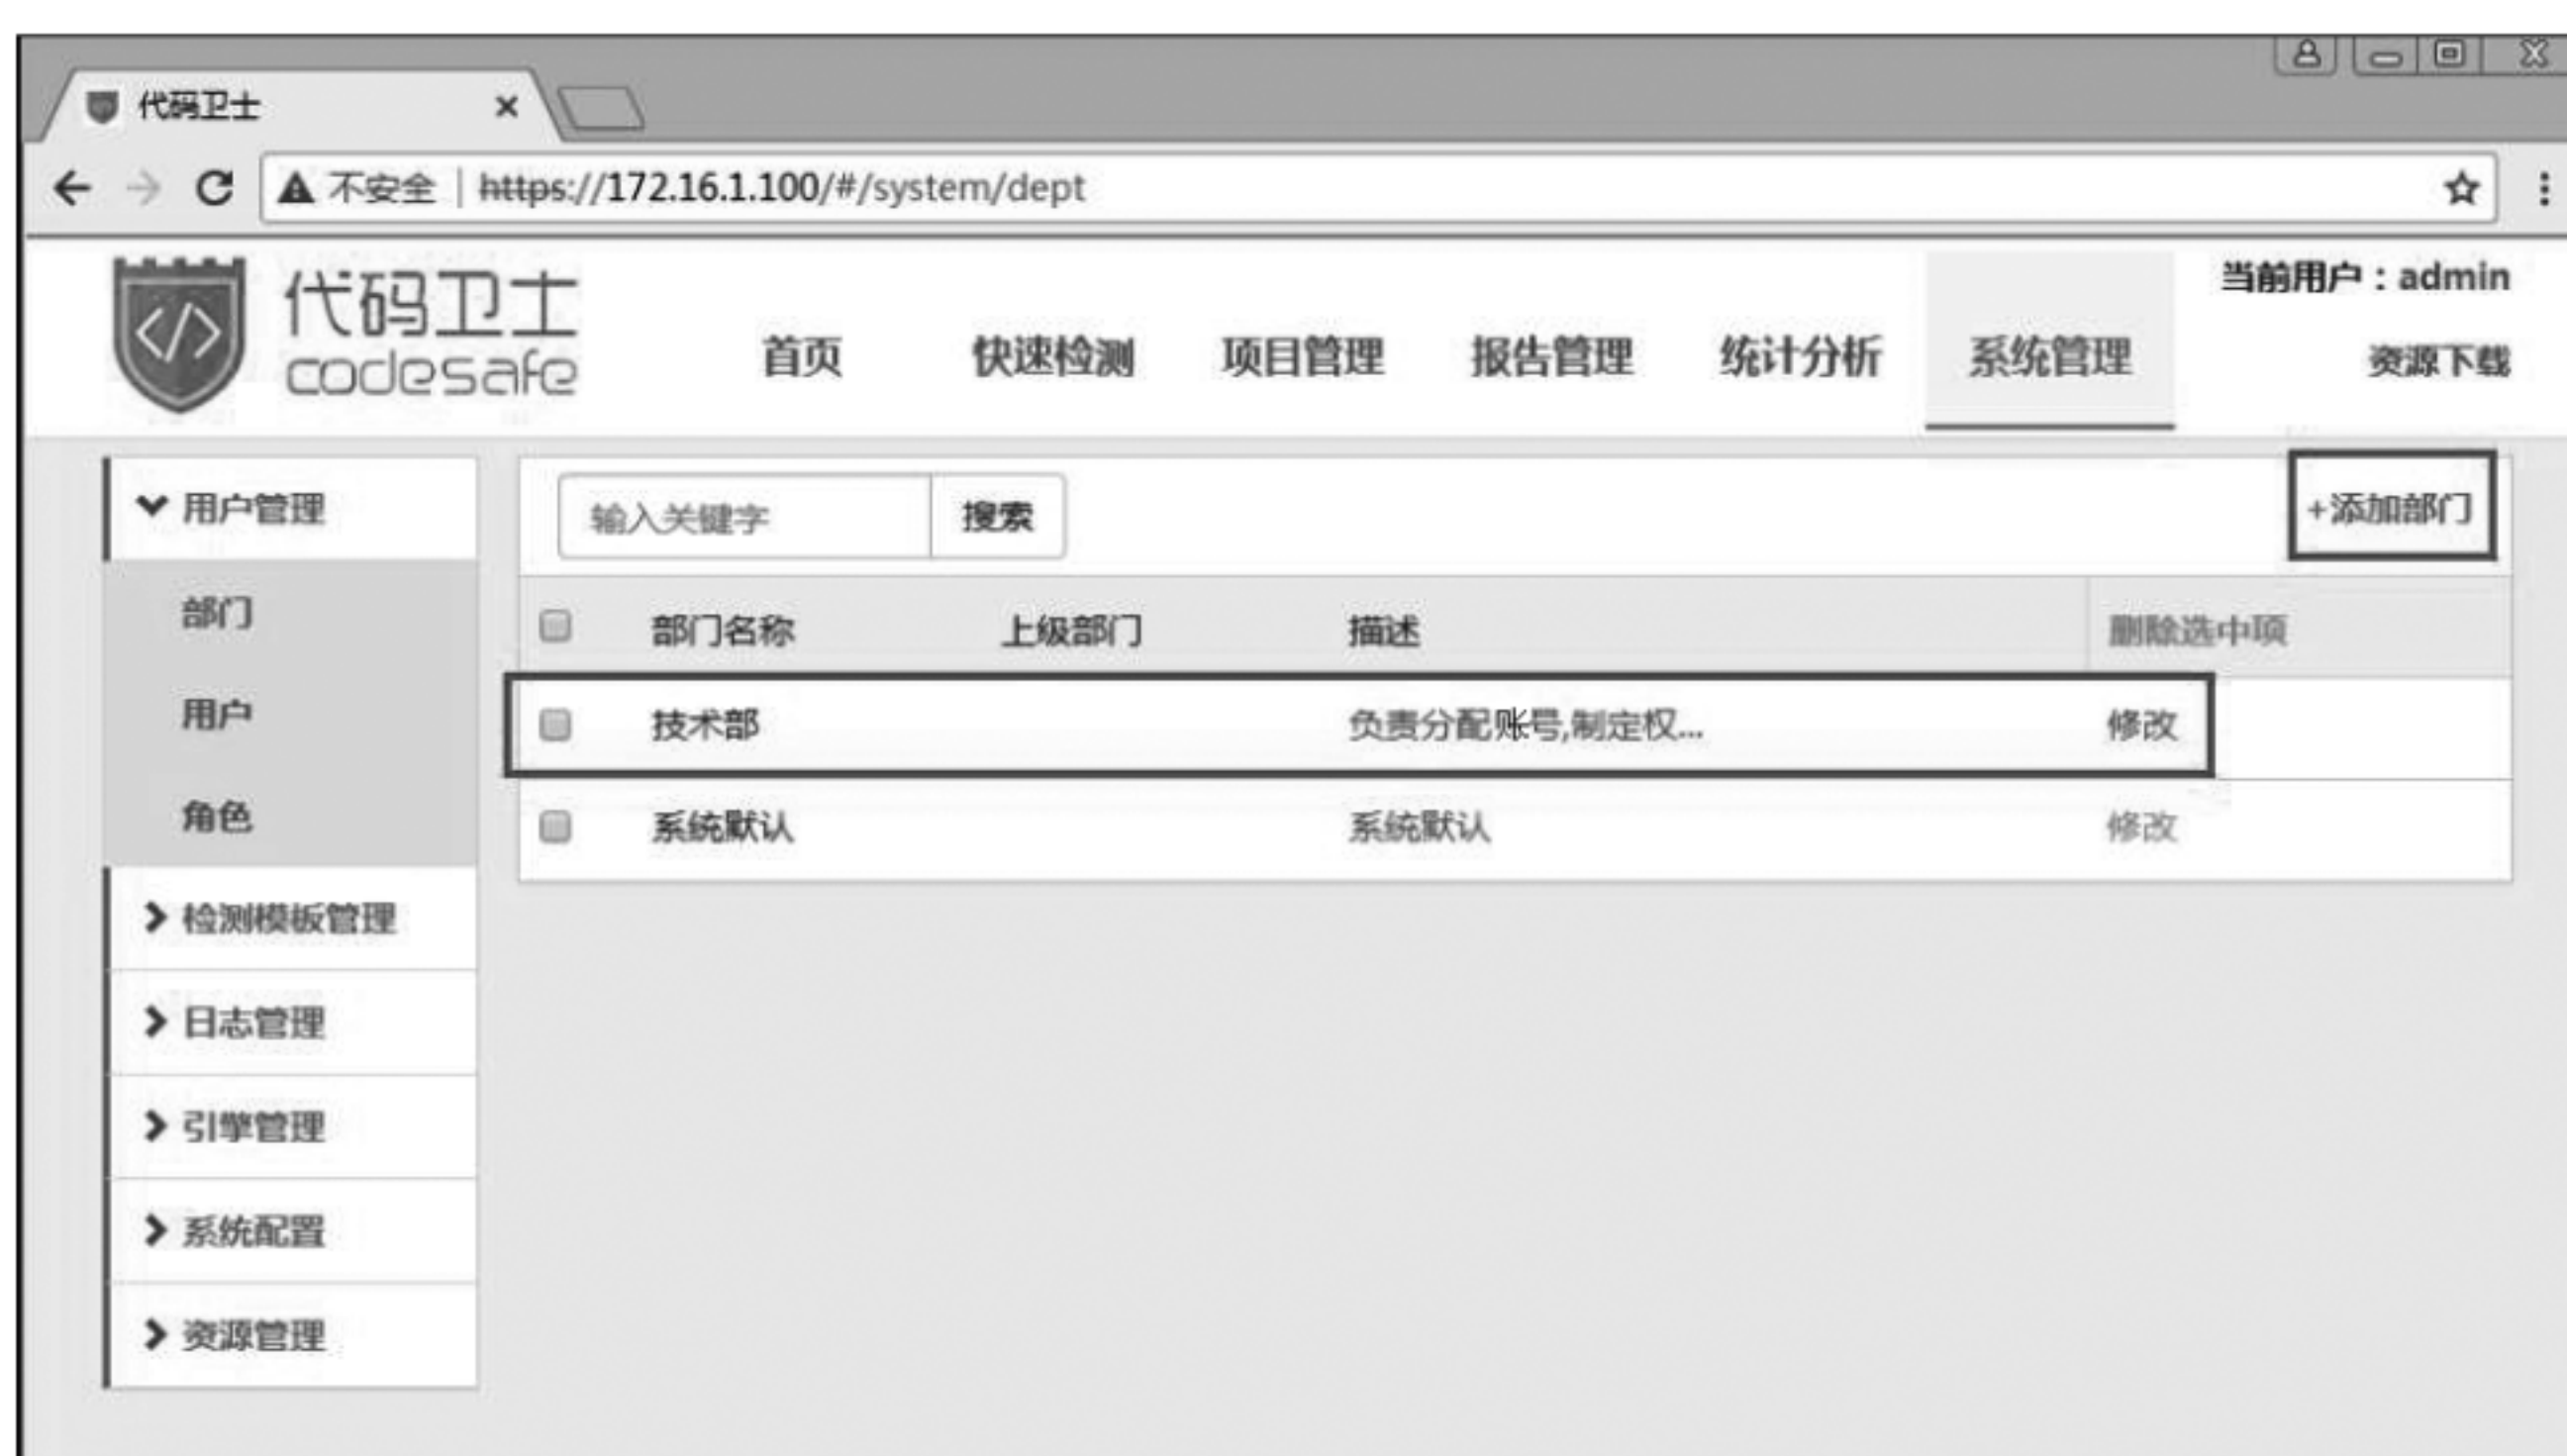 代码卫士
不安全 https://172.16.1.100/#/system/dept
代码卫士
codesafe
首页 快速检测 项目管理 报告管理 统计分析 系统管理
当前用户：admin
资源下载
用户管理
部门
用户
角色
检测模板管理
日志管理
引擎管理
系统配置
资源管理
输入关键字 搜索 +添加部门
部门名称 上级部门 描述 删除选中项
技术部 负责分配账号,制定权... 修改
系统默认 系统默认 修改